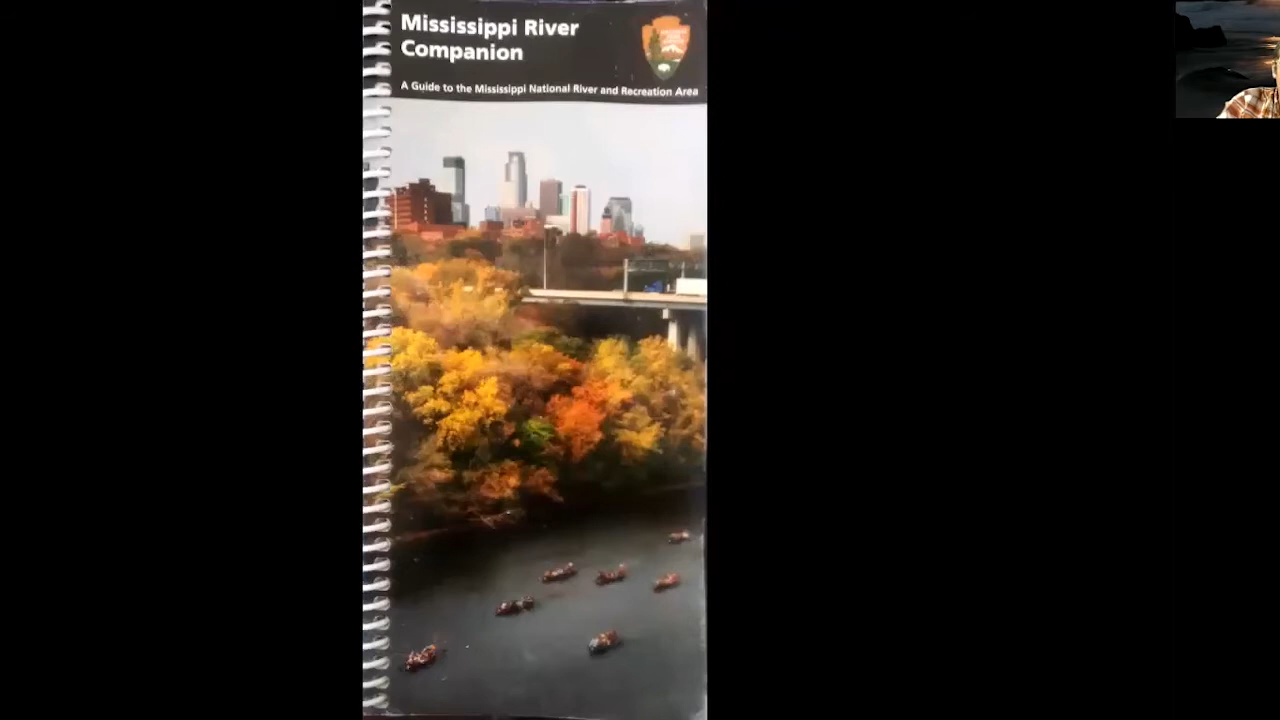 Mississippi River
Companion
A Guide to the Mississippi National River and Recreation Area